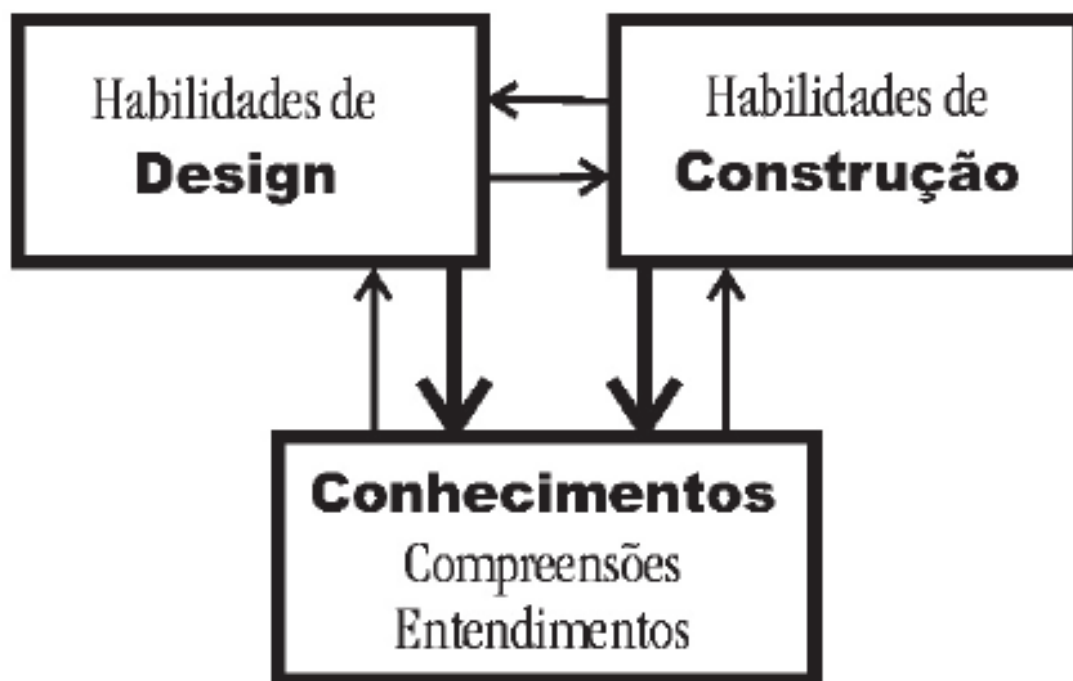 Habilidades de
Design
Habilidades de
Construção
Conhecimentos
Compreensões
Entendimentos